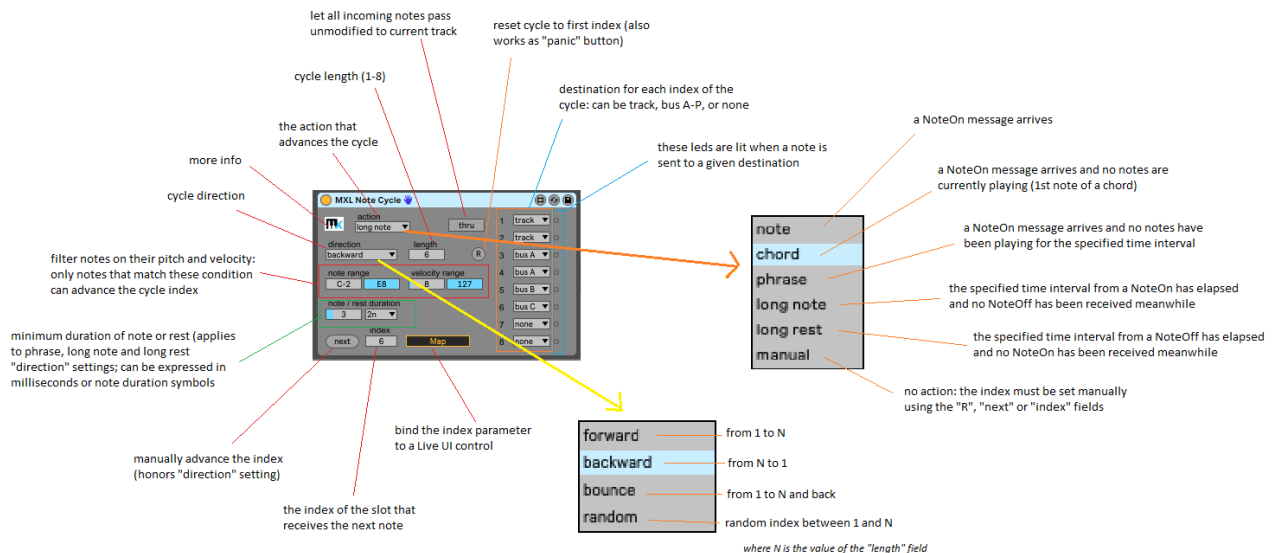 let all incoming notes pass
unmodified to current track
reset cycle to first index (also
works as "panic" button)
cycle length (1-8)
destination for each index of the
cycle: can be track, bus A-P, or
none
the action that
advances the cycle
these leds are lit when a note is
sent to a given destination
more info
cycle direction
filter notes on their pitch and velocity:
only notes that match these condition
can advance the cycle index
minimum duration of note or rest (applies
to phrase, long note and long rest
"direction" settings; can be expressed in
milliseconds or note duration symbols
manually advance the index
(honors "direction" setting)
the index of the slot that
receives the next note
bind the index parameter
to a Live UI control
MXL Note Cycle
mx
action
long note
thru
direction
backward
length
6
R
note range
C-2
E8
velocity range
8
127
note / rest duration
3
2n
next
index
6
Map
1 track
2 track
3 bus A
4 bus A
5 bus B
6 bus C
7 none
8 none
note
chord
phrase
long note
long rest
manual
a NoteOn message arrives
a NoteOn message arrives and no notes are
currently playing (1st note of a chord)
a NoteOn message arrives and no notes have
been playing for the specified time interval
the specified time interval from a NoteOn has elapsed
and no NoteOff has been received meanwhile
the specified time interval from a NoteOff has elapsed
and no NoteOn has been received meanwhile
no action: the index must be set manually
using the "R", "next" or "index" fields
forward
backward
bounce
random
from 1 to N
from N to 1
from 1 to N and back
random index between 1 and N
where N is the value of the "length" field